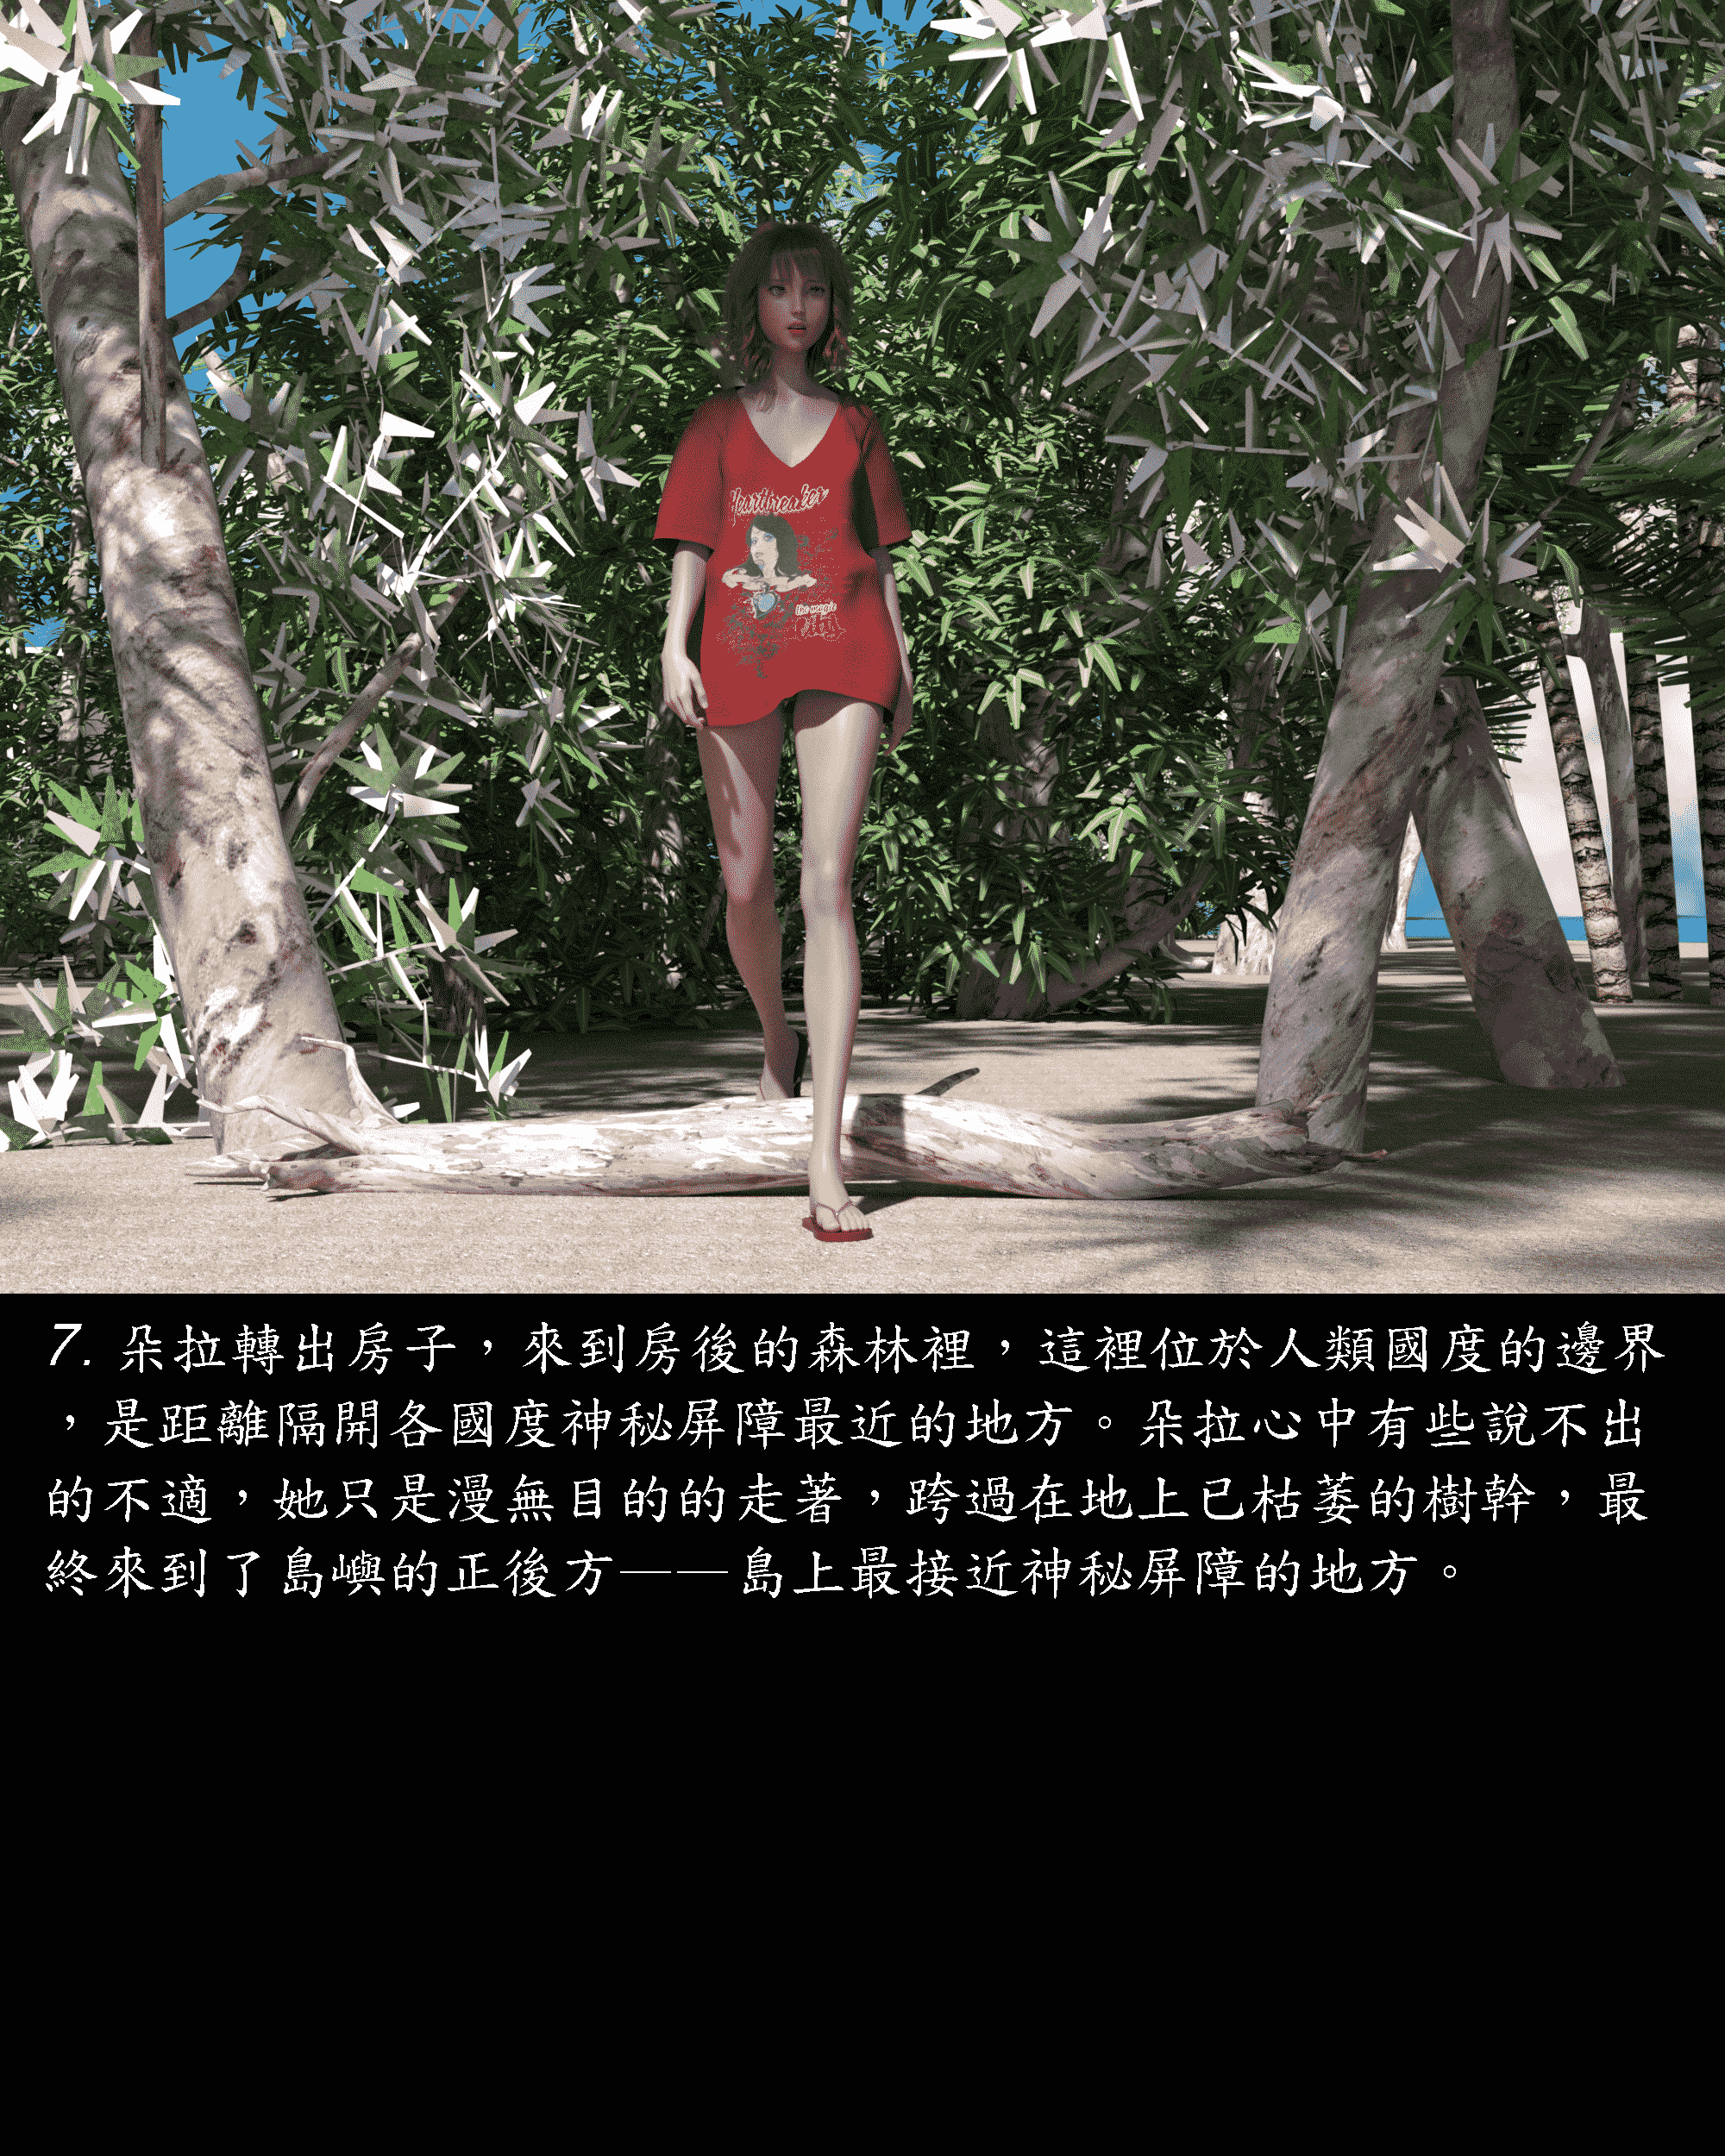 Heartbreaker
the magic
7. 朵拉轉出房子，來到房後的森林裡，這裡位於人類國度的邊界
，是距離隔開各國度神秘屏障最近的地方。朵拉心中有些說不出
的不適，她只是漫無目的的走著，跨過在地上已枯萎的樹幹，最
終來到了島嶼的正後方——島上最接近神秘屏障的地方。